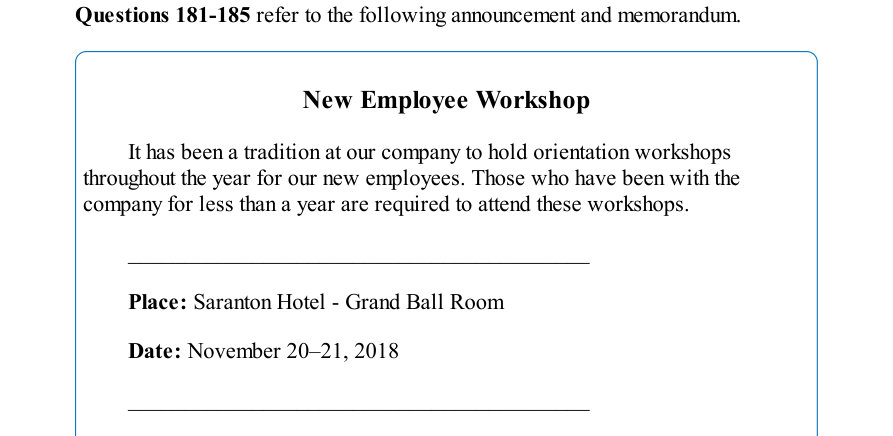 Questions 181-185 refer to the following announcement and memorandum.
New Employee Workshop
It has been a tradition at our company to hold orientation workshops
throughout the year for our new employees. Those who have been with the
company for less than a year are required to attend these workshops.
Place: Saranton Hotel - Grand Ball Room
Date: November 20–21, 2018